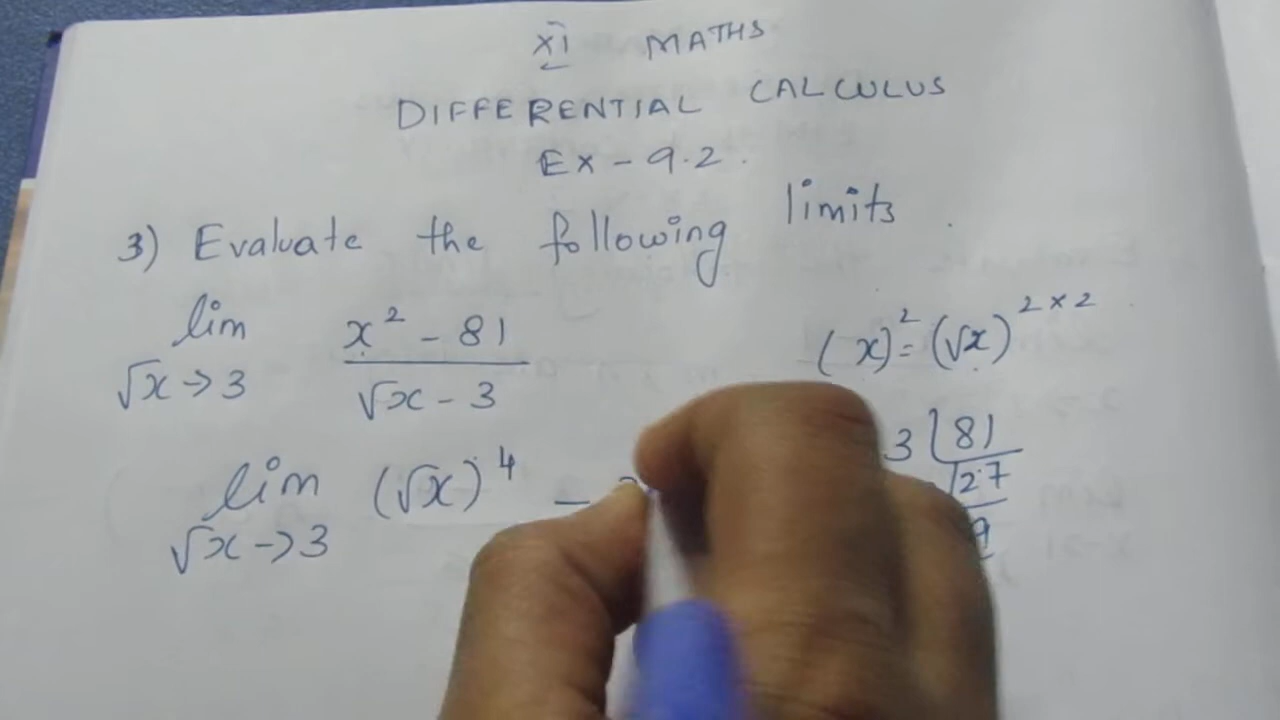 XI MATHS
DIFFERENTIAL CALCULUS
EX - 9.2.
3) Evaluate the following limits.
lim x² - 81
√x → 3 √x - 3
(x)² = (√x)^2×2
3 81
27
9
lim (√x)⁴ -
√x → 3